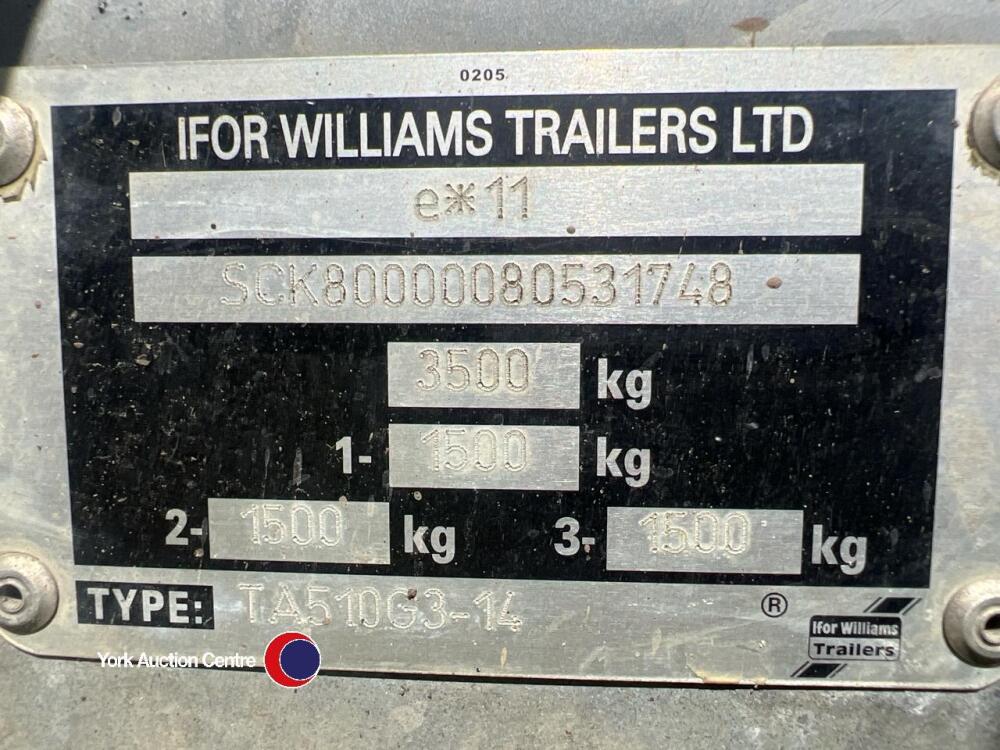 0205
IFOR WILLIAMS TRAILERS LTD
e*11
SCK80000080531748
3500 kg
1- 1500 kg
2- 1500 kg 3- 1500 kg
TYPE: TA510G3-14
®
Ifor Williams
Trailers
York Auction Centre